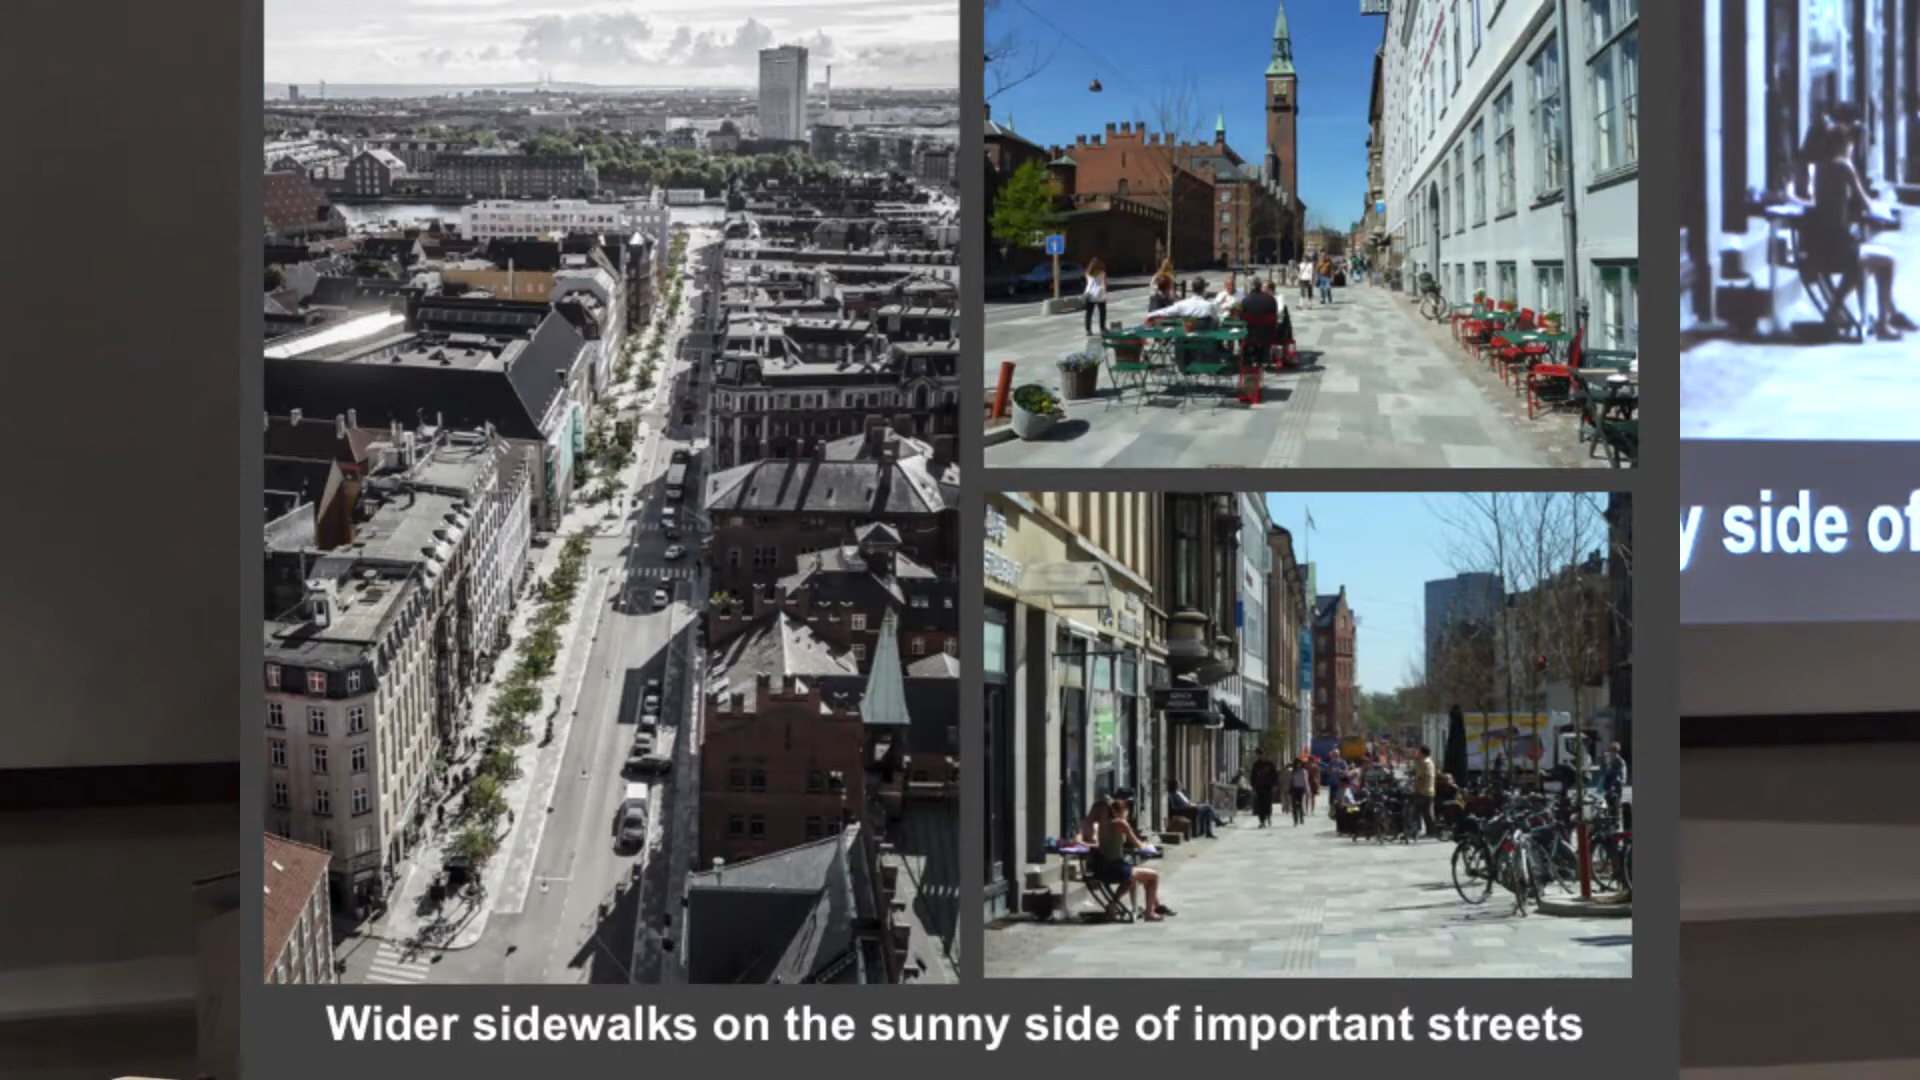 Wider sidewalks on the sunny side of important streets
y side of